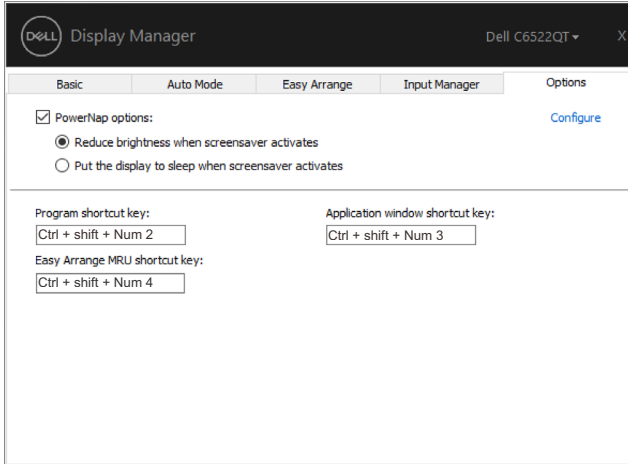 DELL Display Manager Dell C6522QT X
Basic Auto Mode Easy Arrange Input Manager Options
PowerNap options: Configure
Reduce brightness when screensaver activates
Put the display to sleep when screensaver activates
Program shortcut key: Application window shortcut key:
Ctrl + shift + Num 2 Ctrl + shift + Num 3
Easy Arrange MRU shortcut key:
Ctrl + shift + Num 4